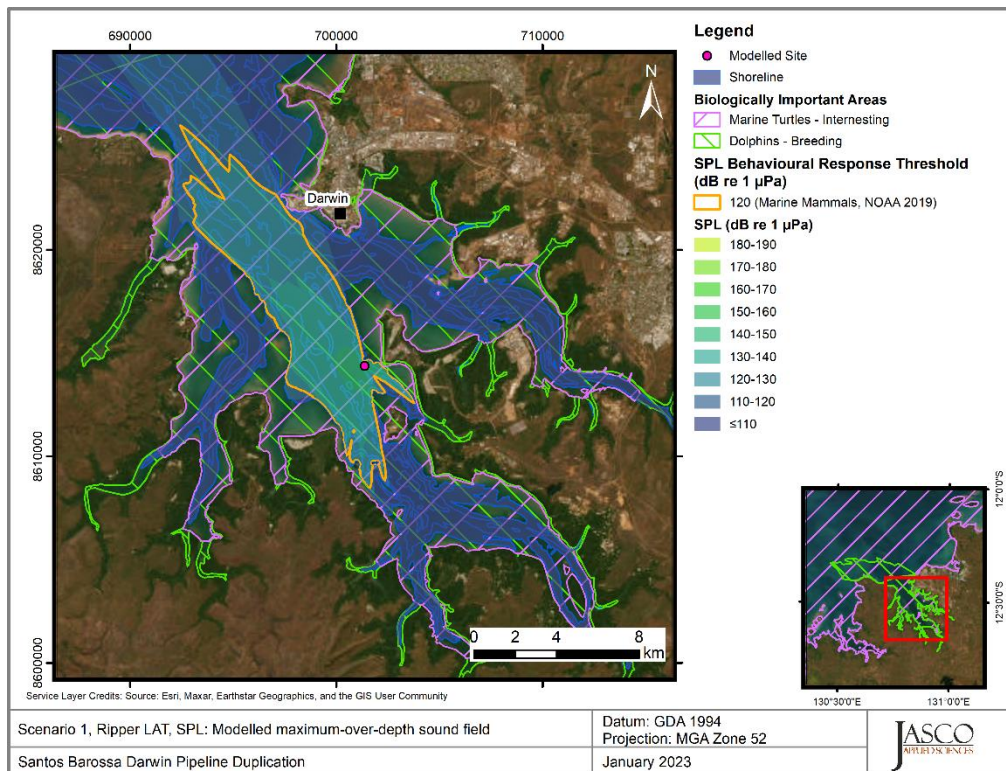 690000
700000
710000
8620000
8610000
8600000
N
Darwin
0 2 4 8
km
Service Layer Credits: Source: Esri, Maxar, Earthstar Geographics, and the GIS User Community
Legend
Modelled Site
Shoreline
Biologically Important Areas
Marine Turtles - Internesting
Dolphins - Breeding
SPL Behavioural Response Threshold
(dB re 1 µPa)
120 (Marine Mammals, NOAA 2019)
SPL (dB re 1 µPa)
180-190
170-180
160-170
150-160
140-150
130-140
120-130
110-120
≤110
12°0'0"S
12°30'0"S
130°30'0"E
131°0'0"E
Scenario 1, Ripper LAT, SPL: Modelled maximum-over-depth sound field
Santos Barossa Darwin Pipeline Duplication
Datum: GDA 1994
Projection: MGA Zone 52
January 2023
JASCO
APPLIED SCIENCES